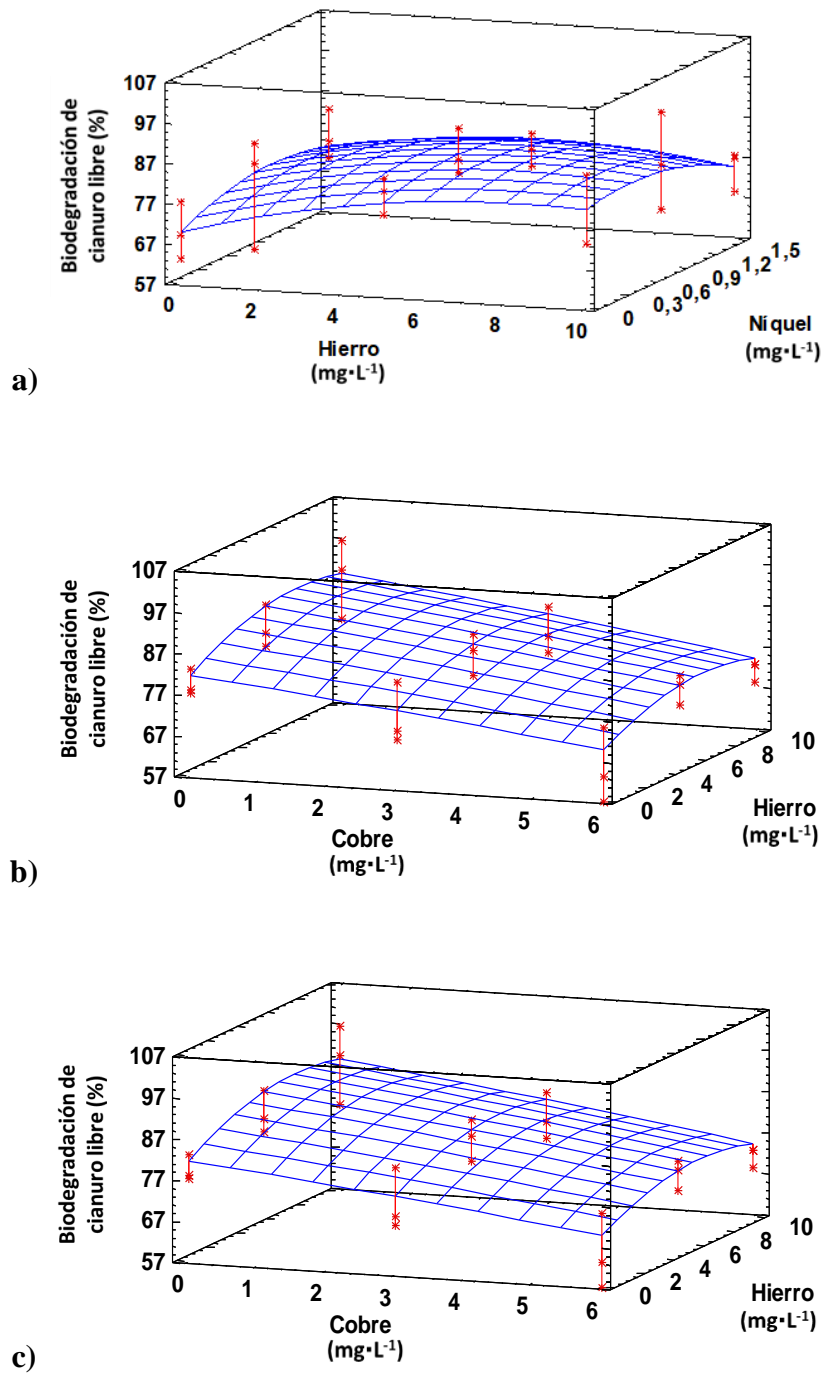 107
97
87
77
67
57
Biodegradación de
cianuro libre (%)
0
2
4
6
8
10
Hierro
(mg·L-1)
0
0,3
0,6
0,9
1,2
1,5
Níquel
(mg·L-1)
a)
107
97
87
77
67
57
Biodegradación de
cianuro libre (%)
0
1
2
3
4
5
6
Cobre
(mg·L-1)
0
2
4
6
8
10
Hierro
(mg·L-1)
b)
107
97
87
77
67
57
Biodegradación de
cianuro libre (%)
0
1
2
3
4
5
6
Cobre
(mg·L-1)
0
2
4
6
8
10
Hierro
(mg·L-1)
c)